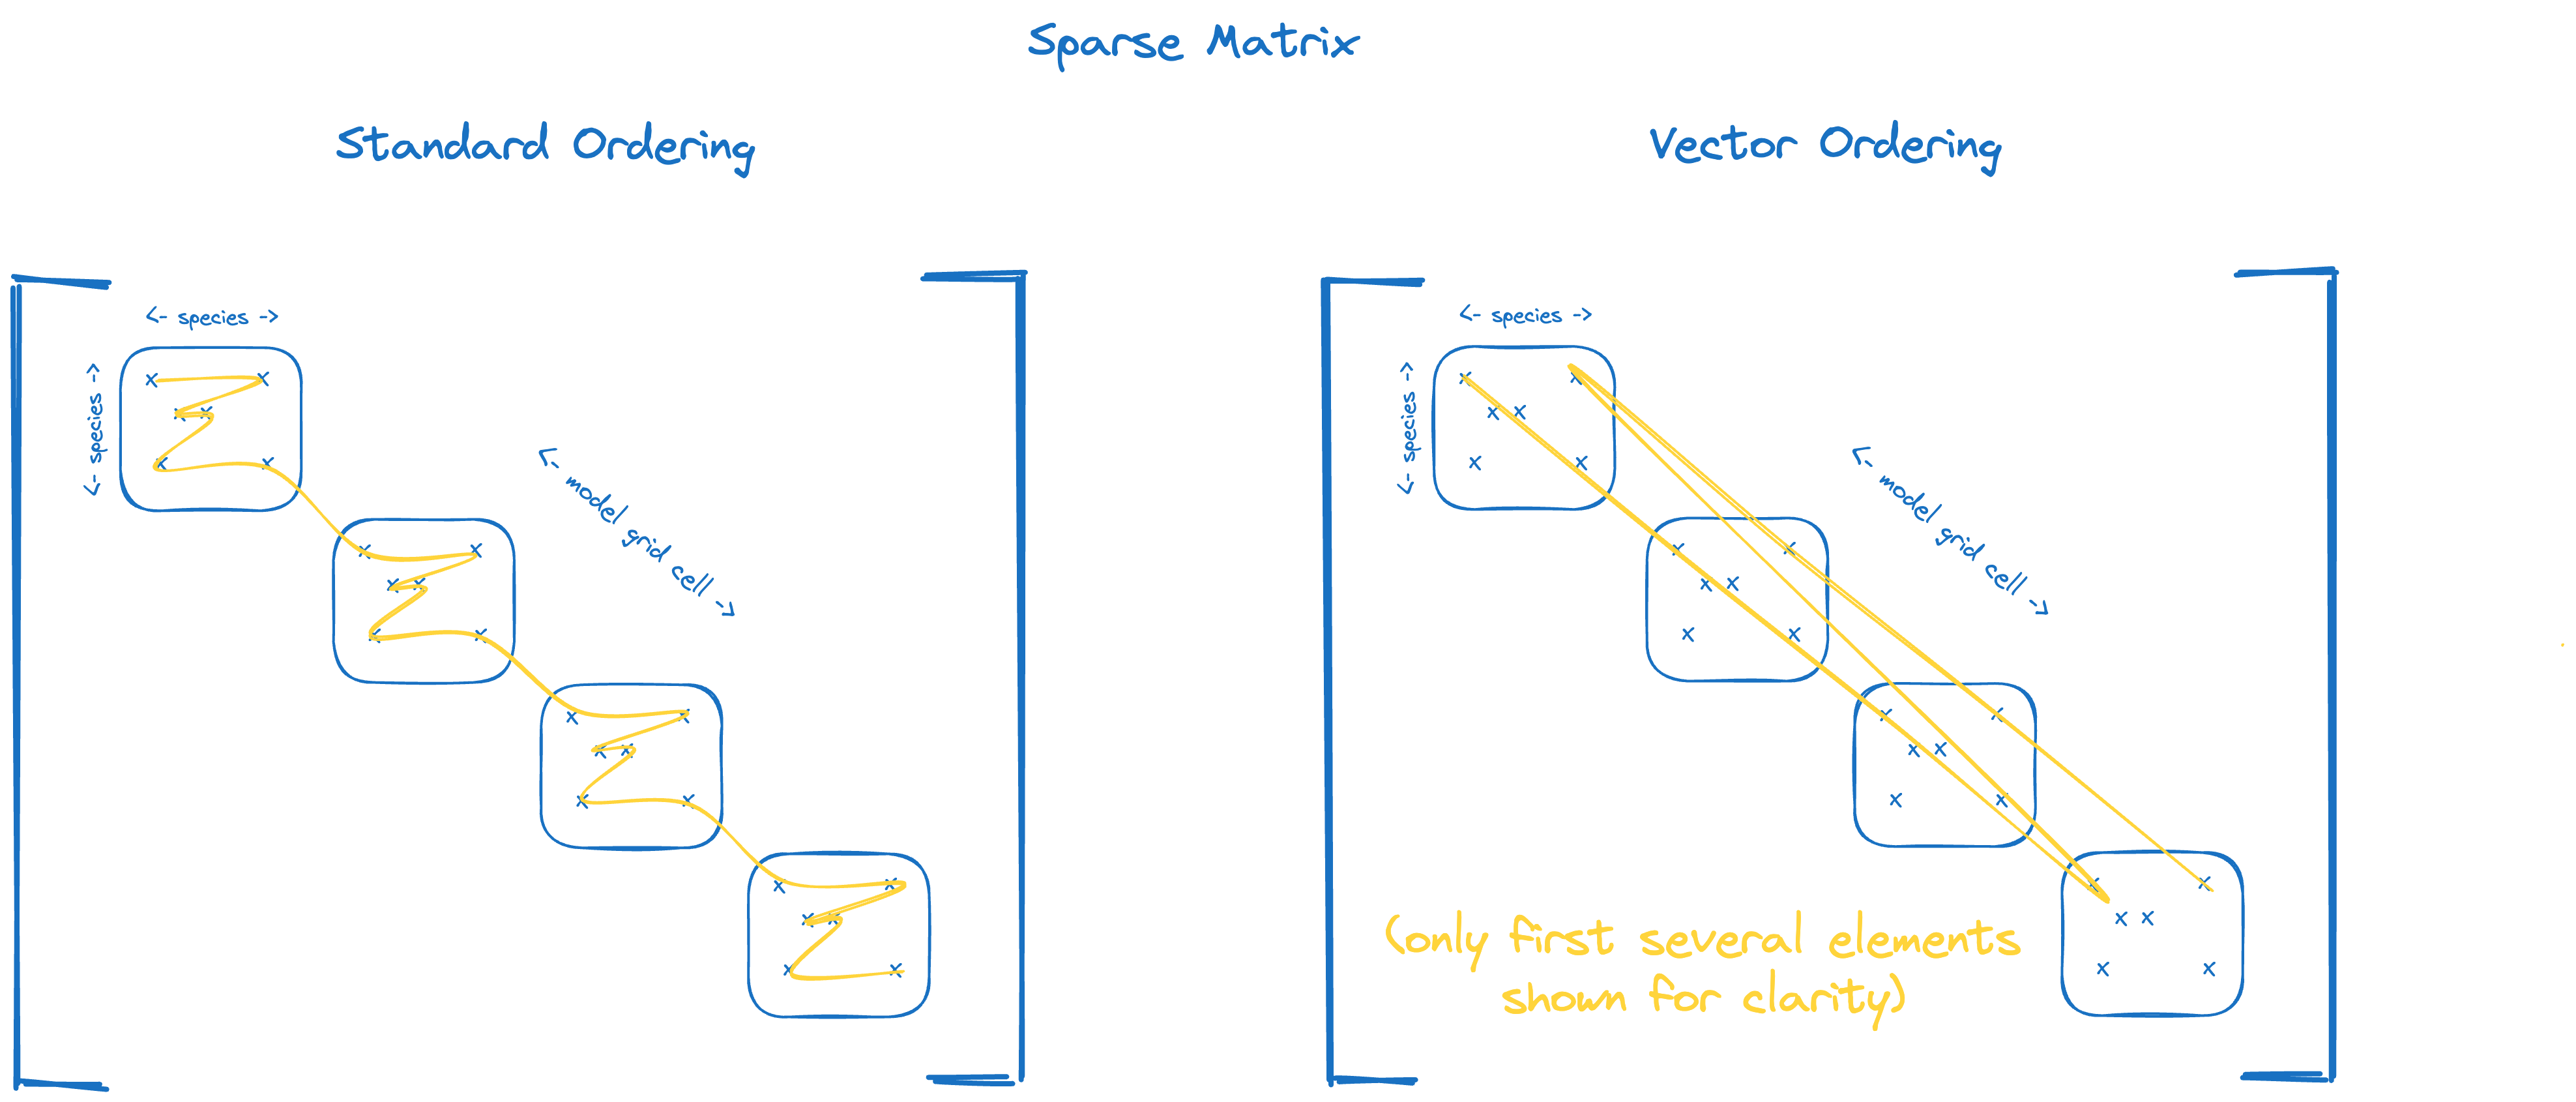 Sparse Matrix
Standard Ordering
<- species ->
<- species ->
<- model grid cell ->
Vector Ordering
<- species ->
<- species ->
<- model grid cell ->
(only first several elements
shown for clarity)